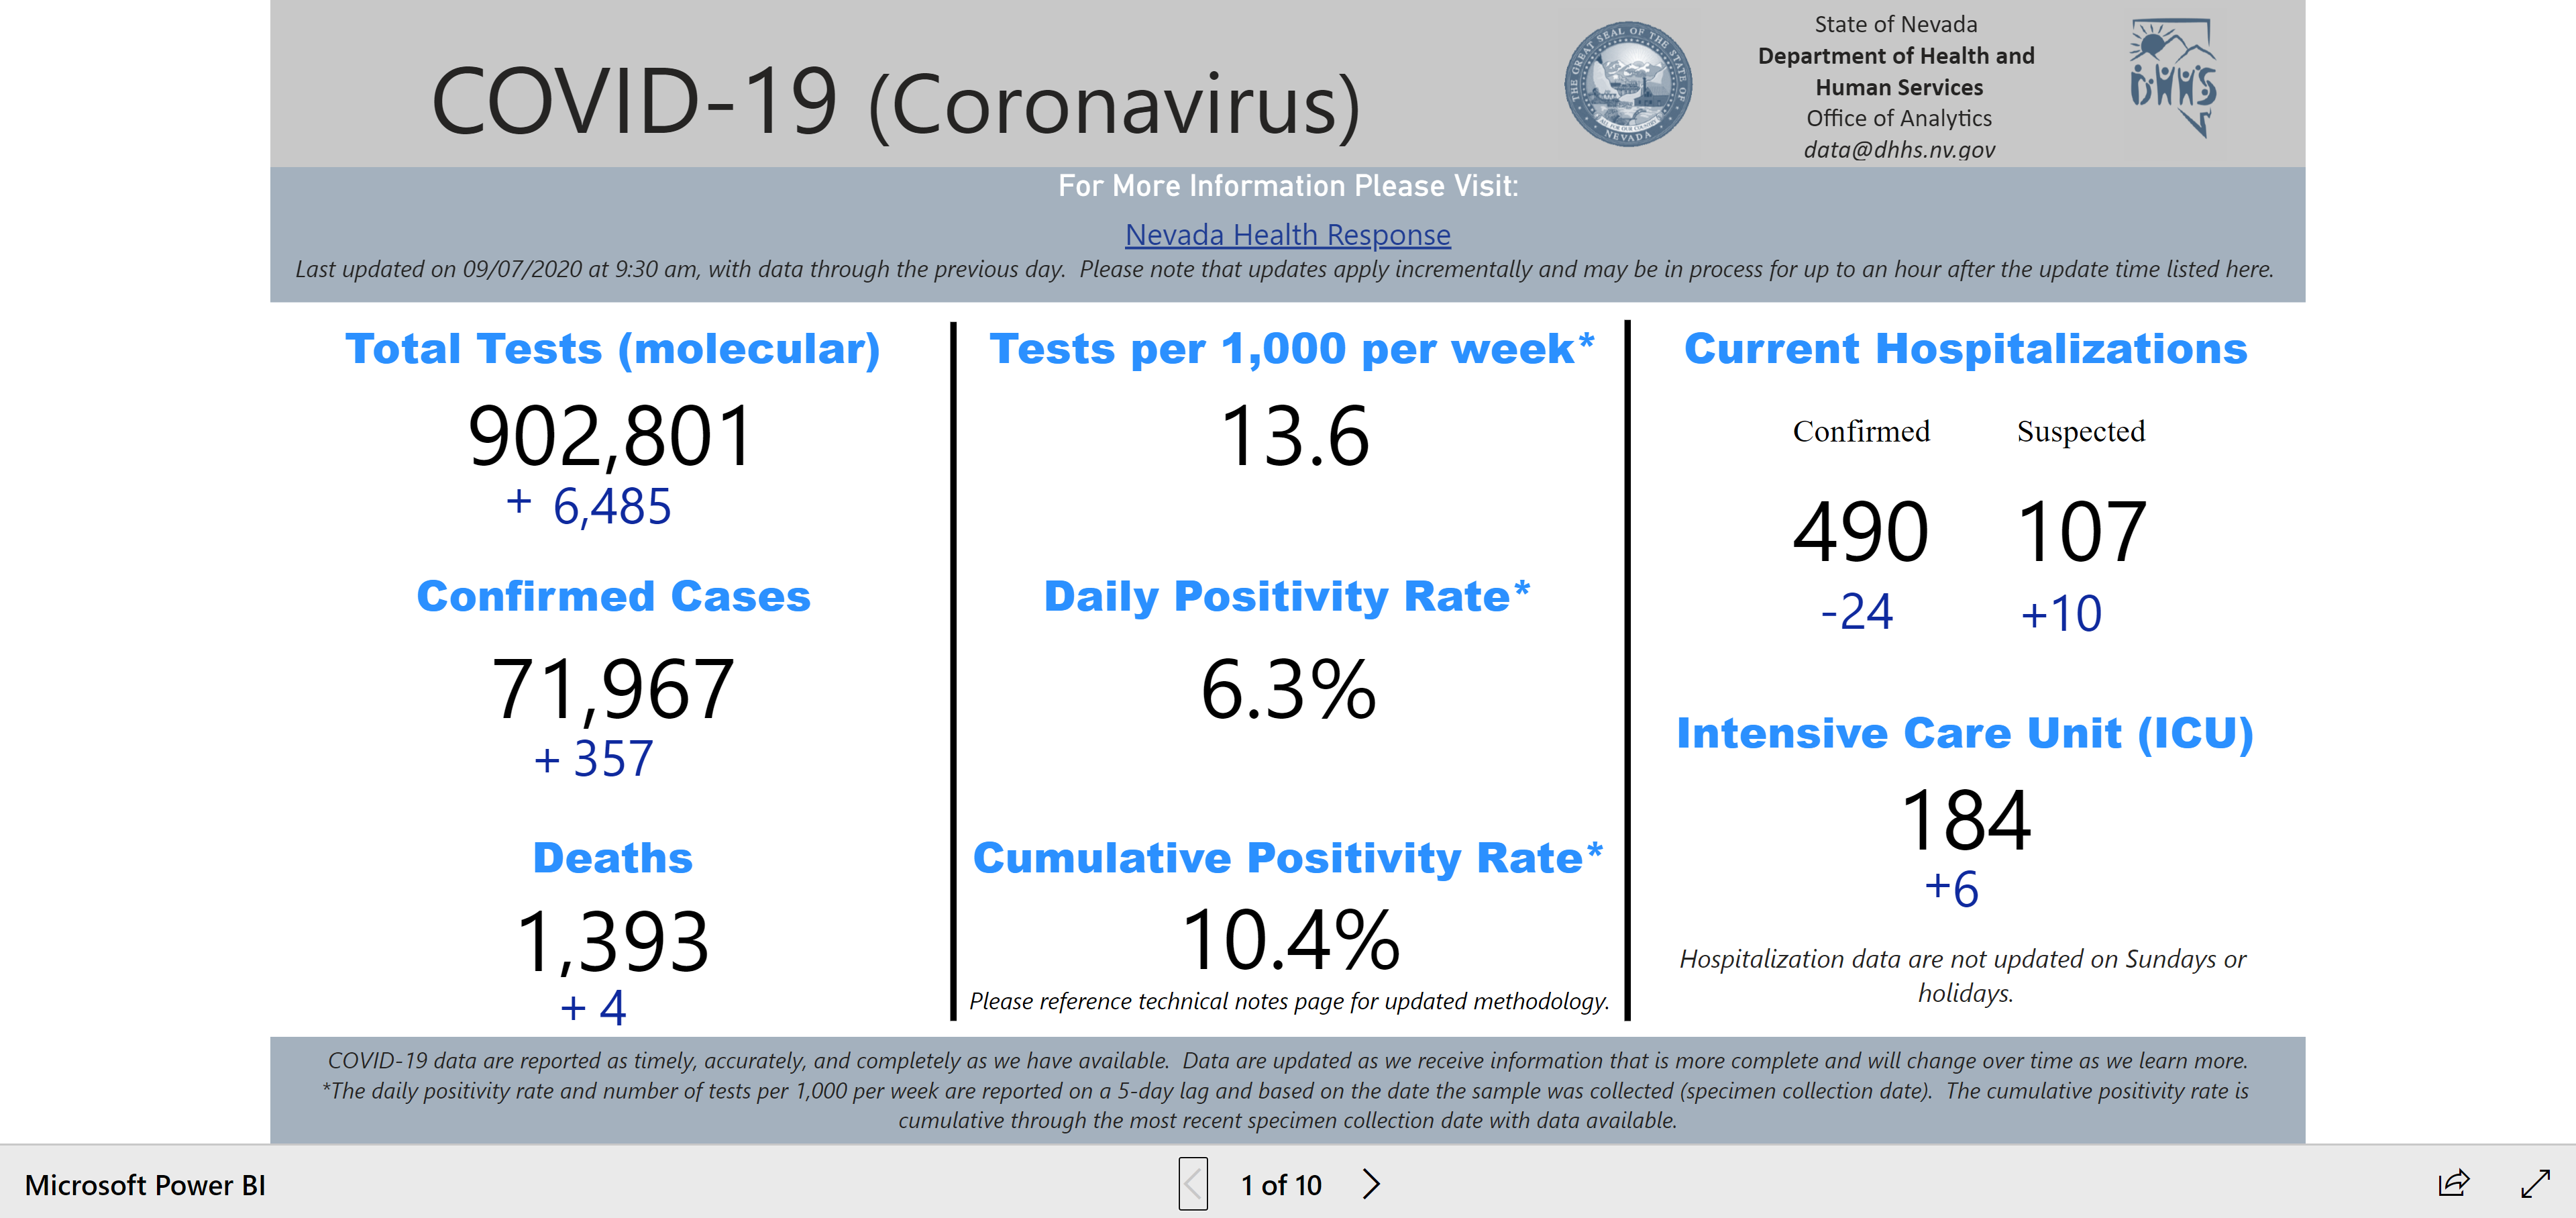 COVID-19 (Coronavirus)
THE GREAT SEAL OF THE STATE OF NEVADA
ALL FOR OUR COUNTRY
State of Nevada
Department of Health and
Human Services
Office of Analytics
data@dhhs.nv.gov
DHHS
For More Information Please Visit:
Nevada Health Response
Last updated on 09/07/2020 at 9:30 am, with data through the previous day.  Please note that updates apply incrementally and may be in process for up to an hour after the update time listed here.
Total Tests (molecular)
902,801
+ 6,485
Confirmed Cases
71,967
+ 357
Deaths
1,393
+ 4
Tests per 1,000 per week*
13.6
Daily Positivity Rate*
6.3%
Cumulative Positivity Rate*
10.4%
Please reference technical notes page for updated methodology.
Current Hospitalizations
Confirmed Suspected
490 107
-24 +10
Intensive Care Unit (ICU)
184
+6
Hospitalization data are not updated on Sundays or
holidays.
COVID-19 data are reported as timely, accurately, and completely as we have available.  Data are updated as we receive information that is more complete and will change over time as we learn more.
*The daily positivity rate and number of tests per 1,000 per week are reported on a 5-day lag and based on the date the sample was collected (specimen collection date).  The cumulative positivity rate is
cumulative through the most recent specimen collection date with data available.
Microsoft Power BI
1 of 10